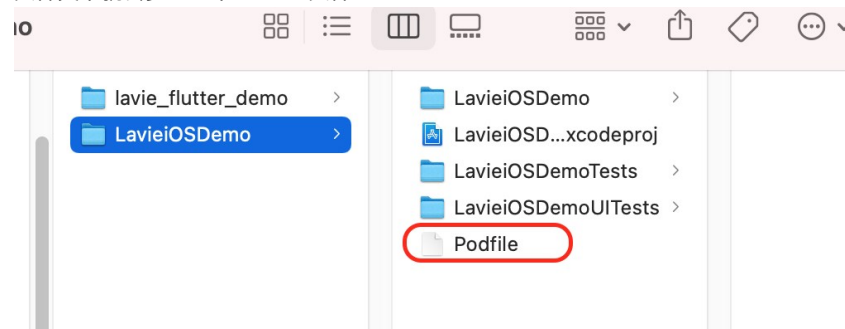 lavie_flutter_demo
LavieiOSDemo
LavieiOSDemo
LavieiOSD...xcodeproj
LavieiOSDemoTests
LavieiOSDemoUITests
Podfile